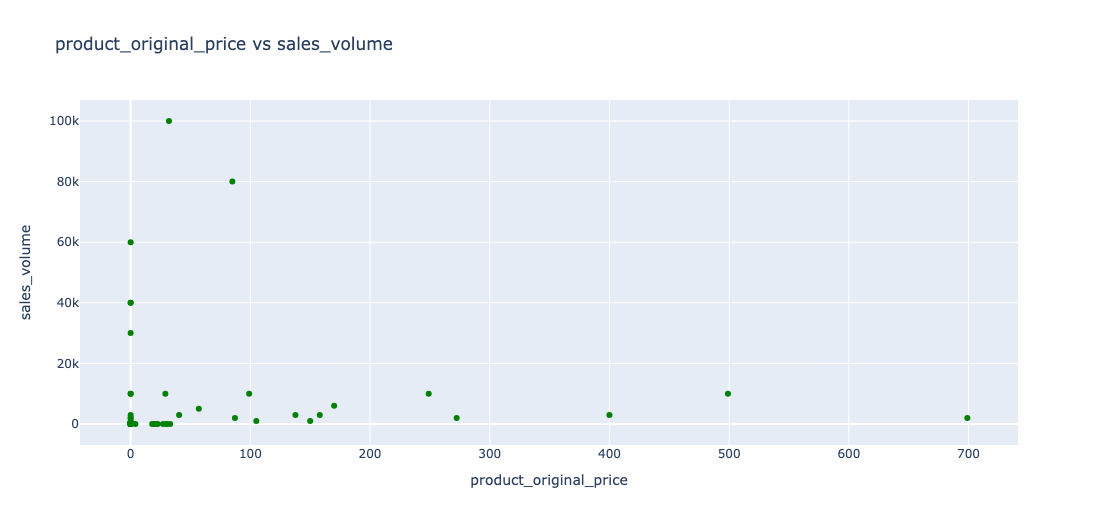 product_original_price vs sales_volume
100k
80k
60k
40k
20k
0
sales_volume
0 100 200 300 400 500 600 700
product_original_price